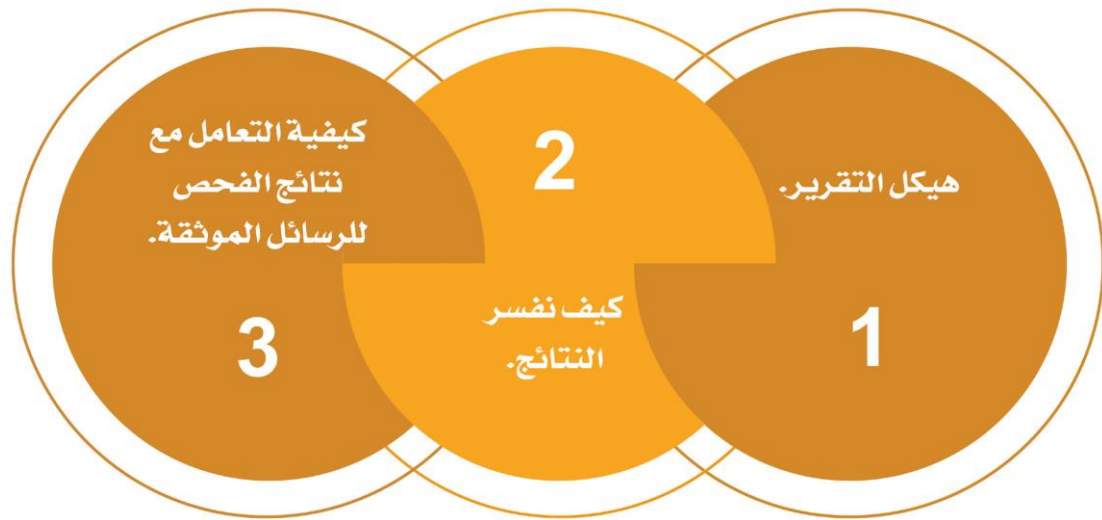 هيكل التقرير.
1
2
كيف نفسر
النتائج.
كيفية التعامل مع
نتائج الفحص
للرسائل الموثقة.
3